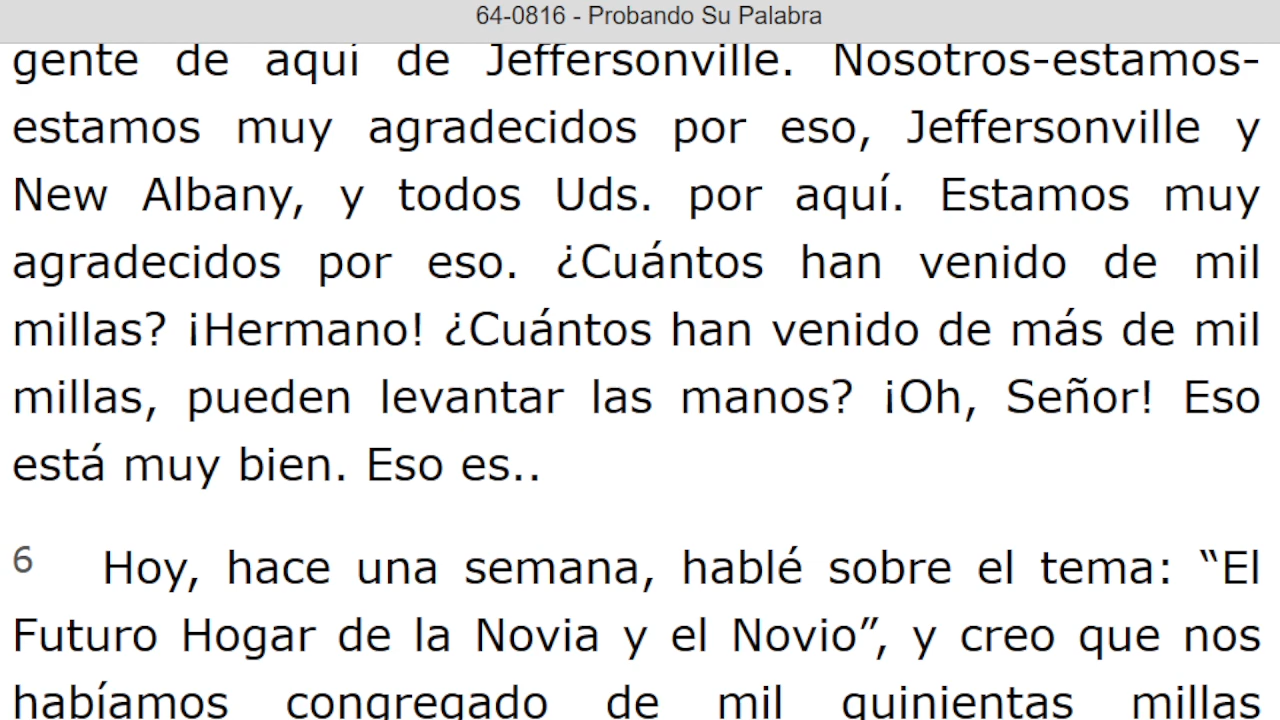 64-0816 - Probando Su Palabra
gente de aquí de Jeffersonville. Nosotros-estamos-
estamos muy agradecidos por eso, Jeffersonville y
New Albany, y todos Uds. por aquí. Estamos muy
agradecidos por eso. ¿Cuántos han venido de mil
millas? ¡Hermano! ¿Cuántos han venido de más de mil
millas, pueden levantar las manos? ¡Oh, Señor! Eso
está muy bien. Eso es..
6 Hoy, hace una semana, hablé sobre el tema: “El
Futuro Hogar de la Novia y el Novio”, y creo que nos
habíamos congregado de mil quinientas millas